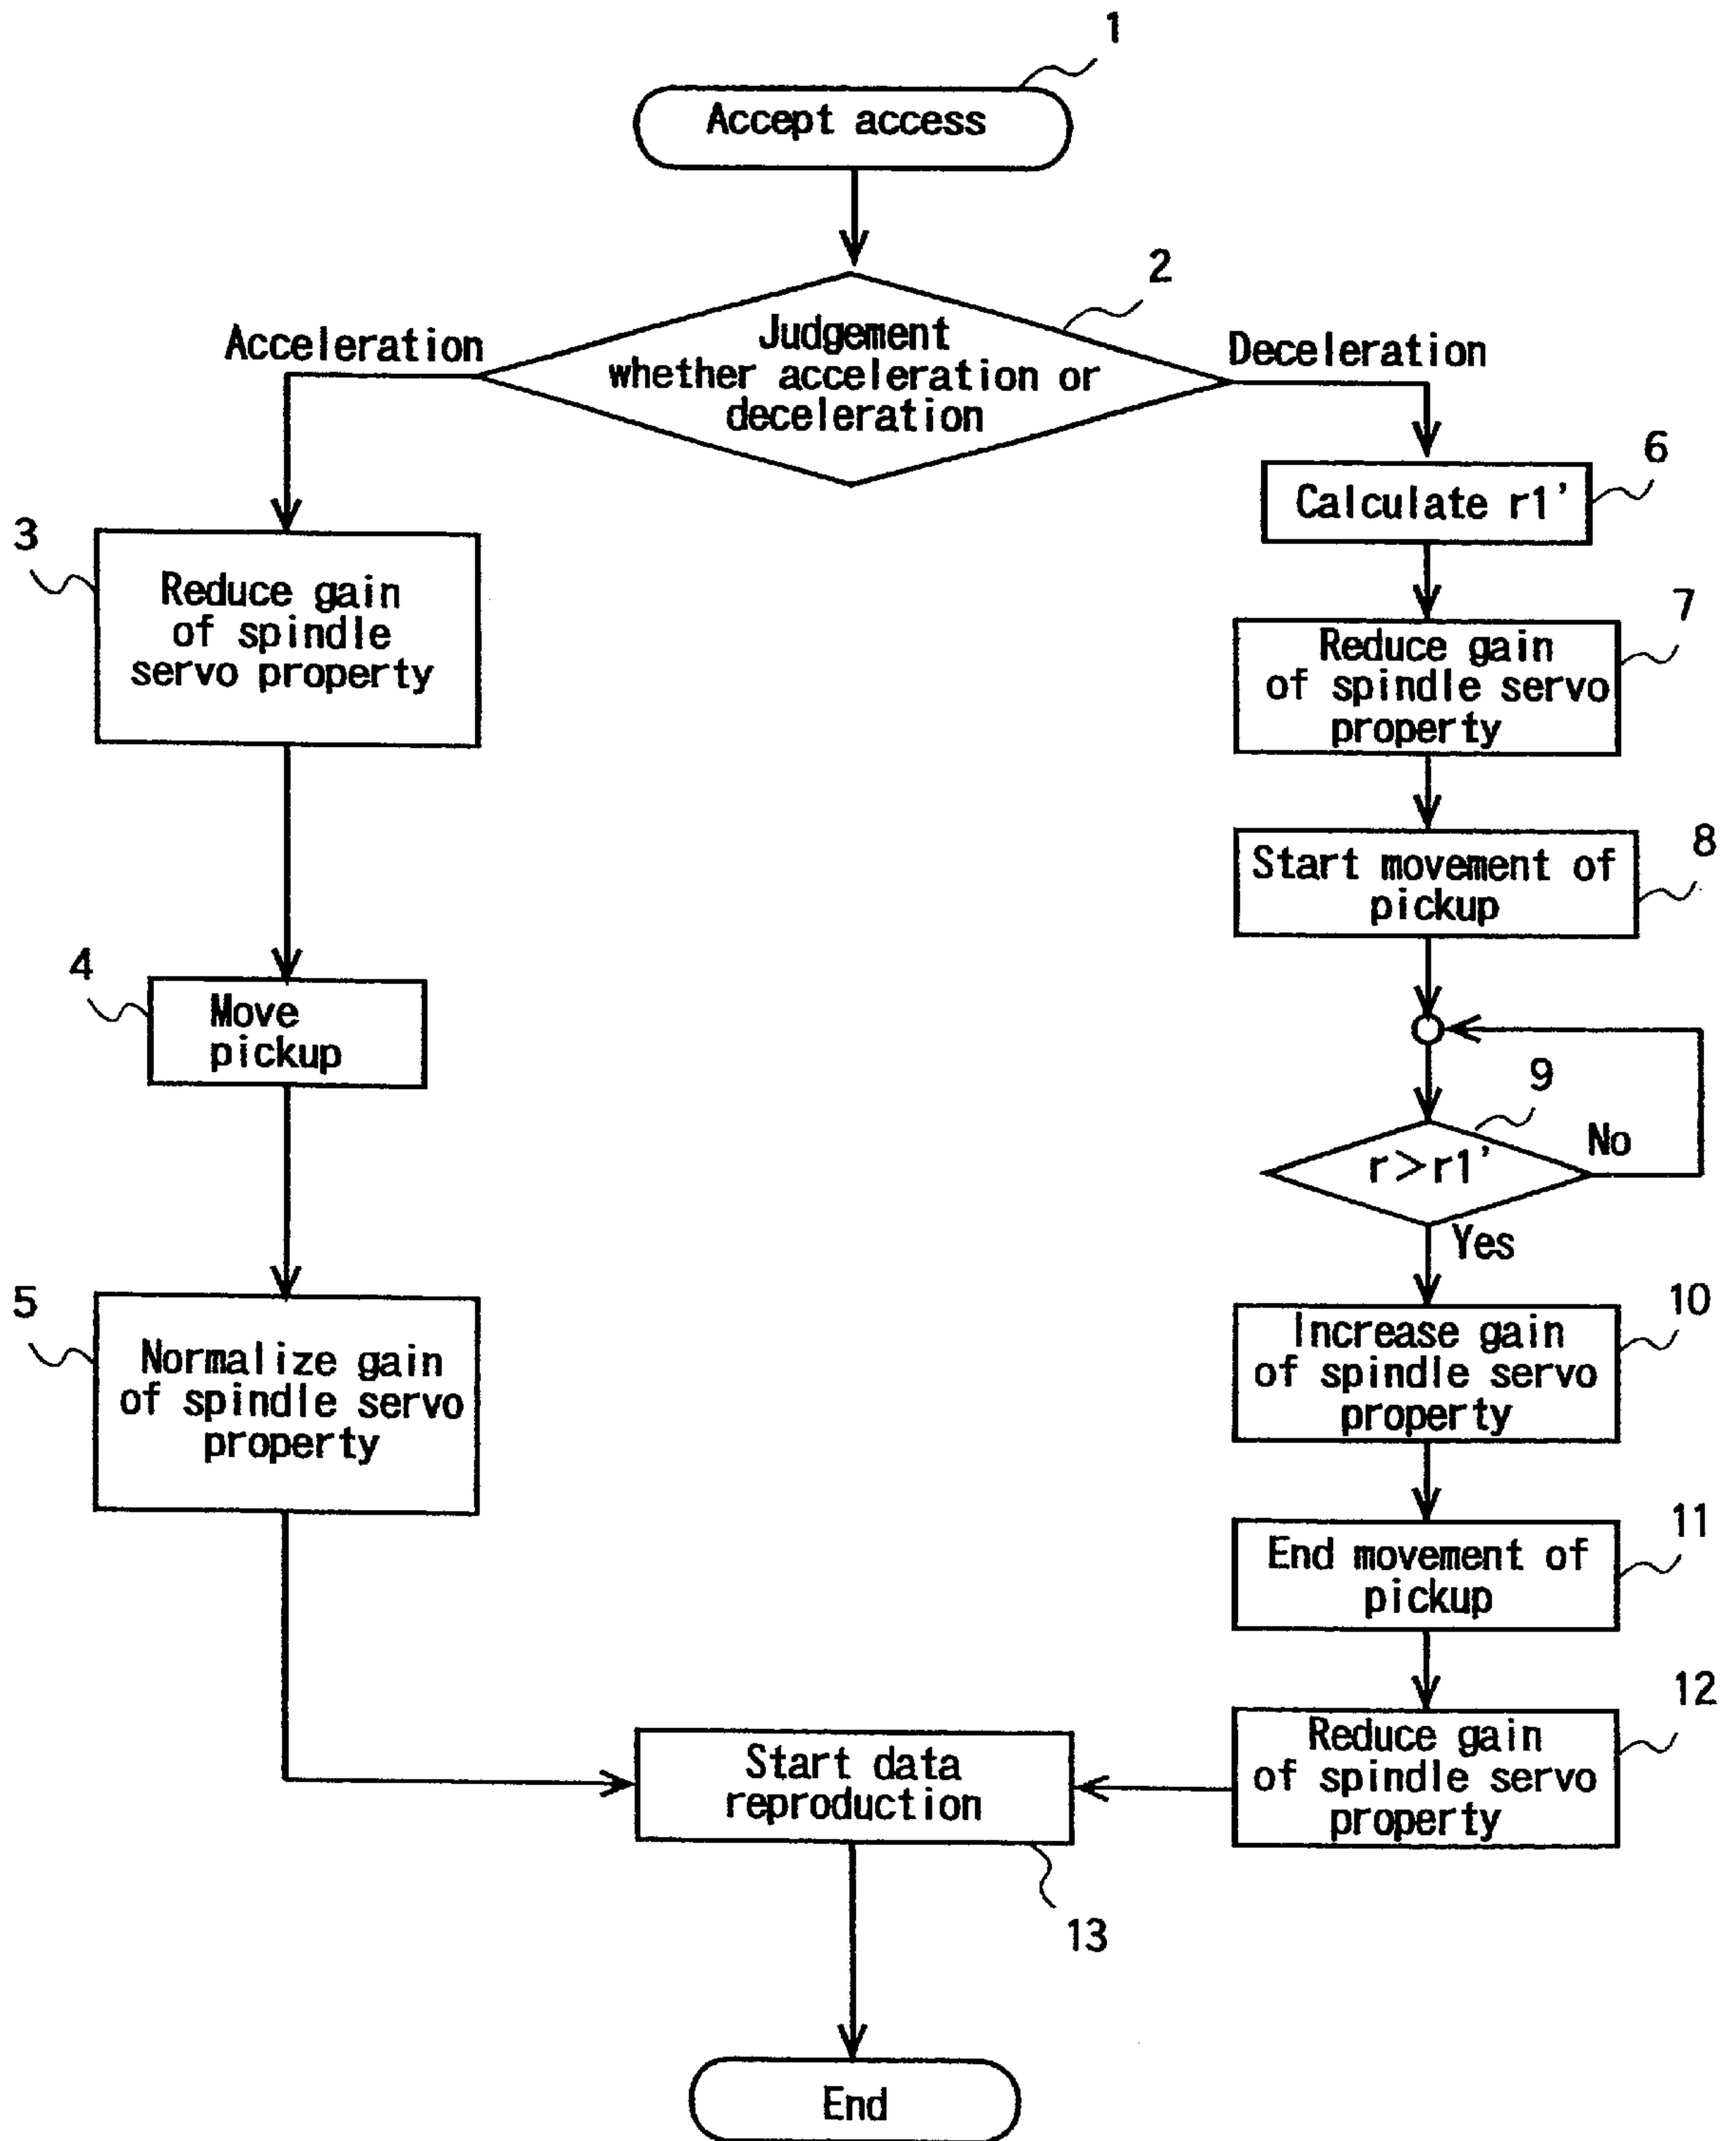 1
Accept access
2
Judgement
whether acceleration or
deceleration
Acceleration
Deceleration
3
Reduce gain
of spindle
servo property
4
Move
pickup
5
Normalize gain
of spindle servo
property
6
Calculate r1'
7
Reduce gain
of spindle servo
property
8
Start movement of
pickup
9
r>r1'
No
Yes
10
Increase gain
of spindle servo
property
11
End movement of
pickup
12
Reduce gain
of spindle servo
property
Start data
reproduction
13
End